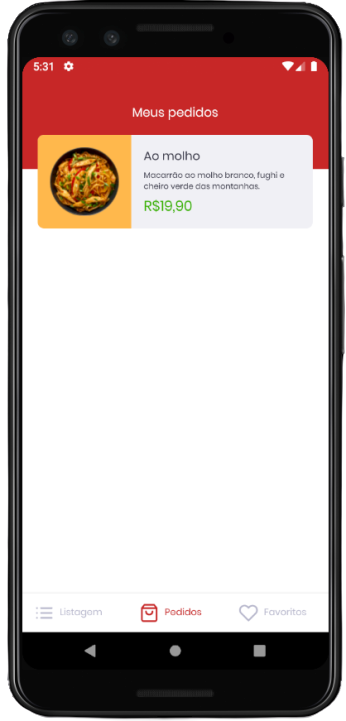 5:31
Meus pedidos
Ao molho
Macarrão ao molho branco, fughi e
cheiro verde das montanhas.
R$19,90
Listagem
Pedidos
Favoritos